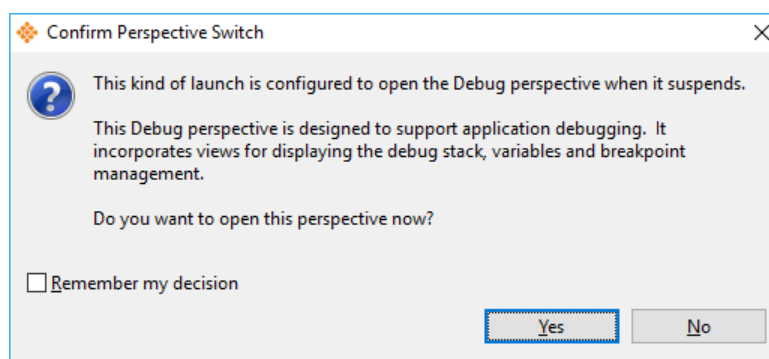 Confirm Perspective Switch
This kind of launch is configured to open the Debug perspective when it suspends.
This Debug perspective is designed to support application debugging. It
incorporates views for displaying the debug stack, variables and breakpoint
management.
Do you want to open this perspective now?
Remember my decision
Yes No